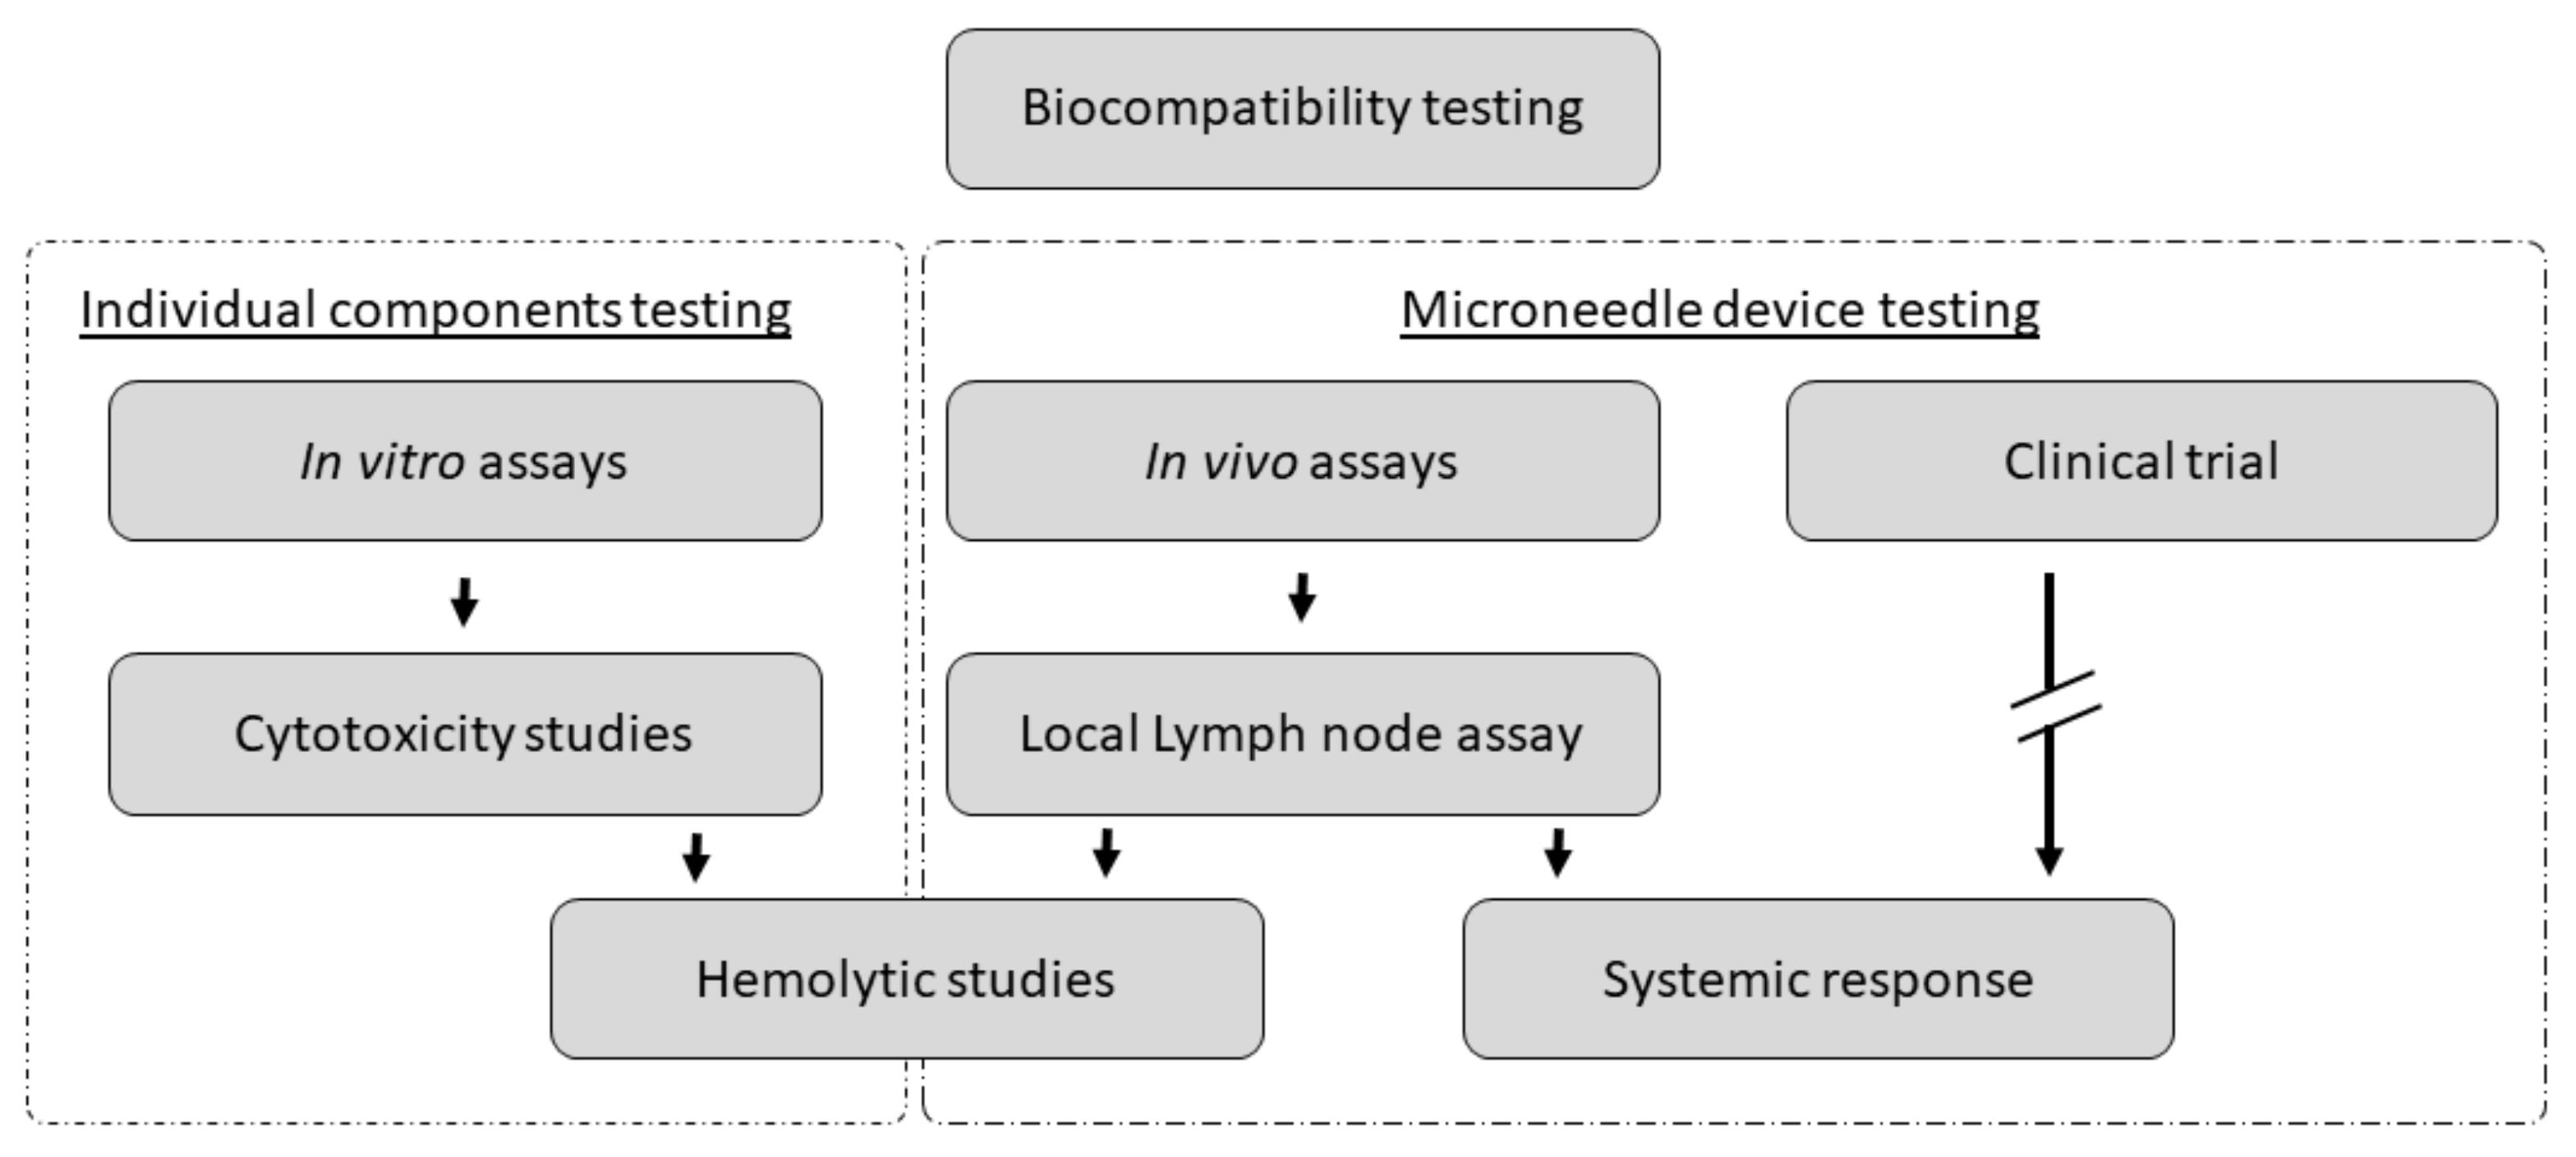 Biocompatibility testing
Individual components testing
Microneedle device testing
In vitro assays
In vivo assays
Clinical trial
Cytotoxicity studies
Local Lymph node assay
Hemolytic studies
Systemic response